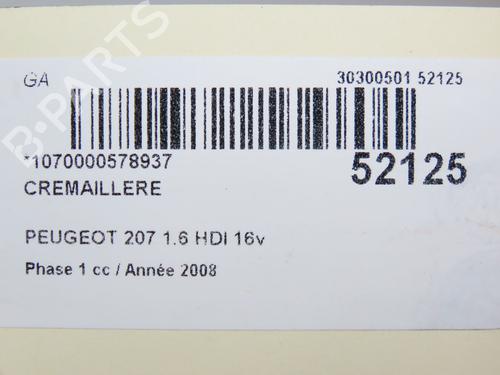 GA 30300501 52125
*1070000578937 52125
CREMAILLERE
PEUGEOT 207 1.6 HDI 16v
Phase 1 cc / Année 2008
B-PARTS